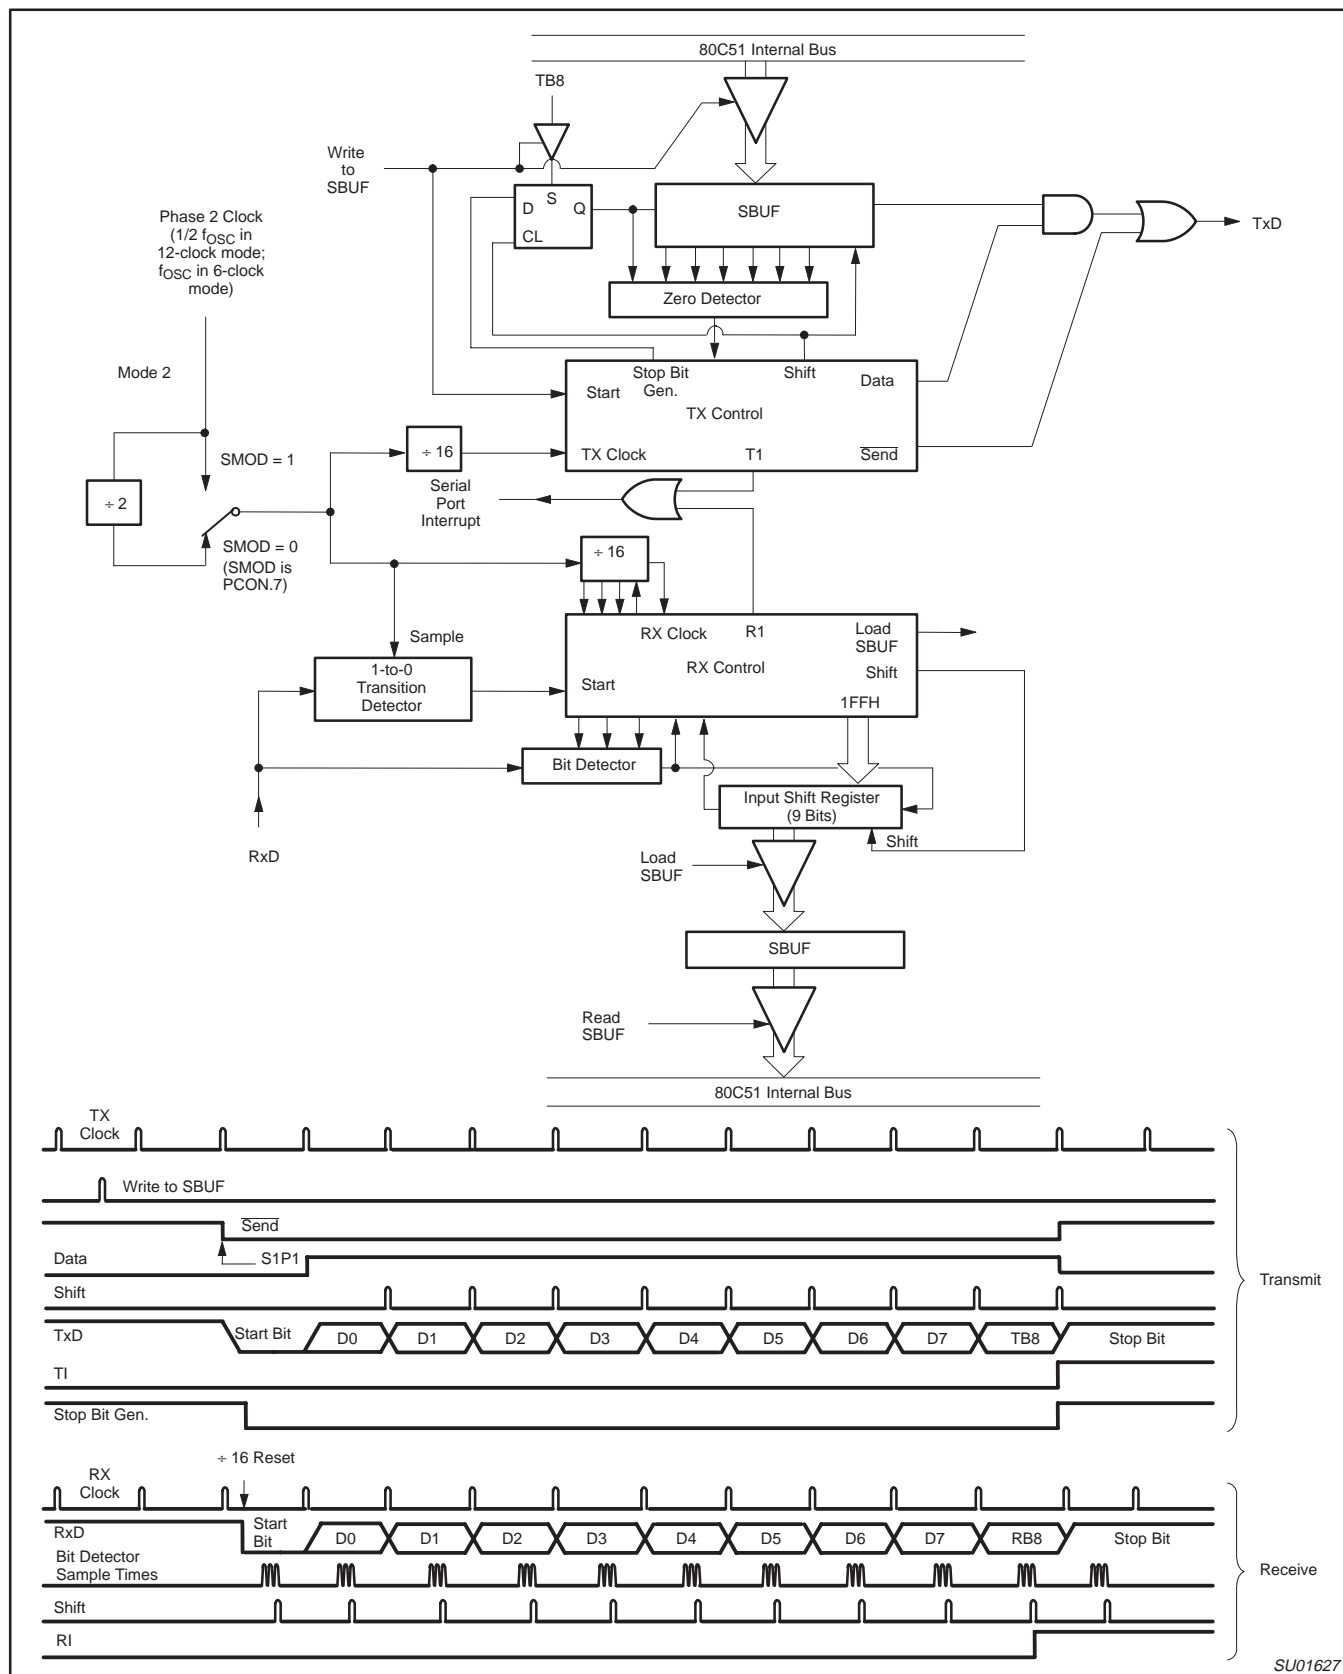 80C51 Internal Bus
TB8
Write
to
SBUF
S
D
Q
CL
SBUF
TxD
Phase 2 Clock
(1/2 fOSC in
12-clock mode;
fOSC in 6-clock
mode)
Zero Detector
Mode 2
Stop Bit
Gen.
Shift
Data
Start
TX Control
TX Clock
T1
Send
SMOD = 1
÷ 16
÷ 2
Serial
Port
Interrupt
SMOD = 0
(SMOD is
PCON.7)
÷ 16
Sample
RX Clock
R1
Load
SBUF
RX Control
Shift
Start
1FFH
1-to-0
Transition
Detector
Bit Detector
Input Shift Register
(9 Bits)
Shift
RxD
Load
SBUF
SBUF
Read
SBUF
80C51 Internal Bus
TX
Clock
Write to SBUF
Send
S1P1
Data
Shift
TxD
Start Bit
D0
D1
D2
D3
D4
D5
D6
D7
TB8
Stop Bit
TI
Stop Bit Gen.
Transmit
÷ 16 Reset
RX
Clock
RxD
Start
Bit
D0
D1
D2
D3
D4
D5
D6
D7
RB8
Stop Bit
Bit Detector
Sample Times
Shift
RI
Receive
SU01627